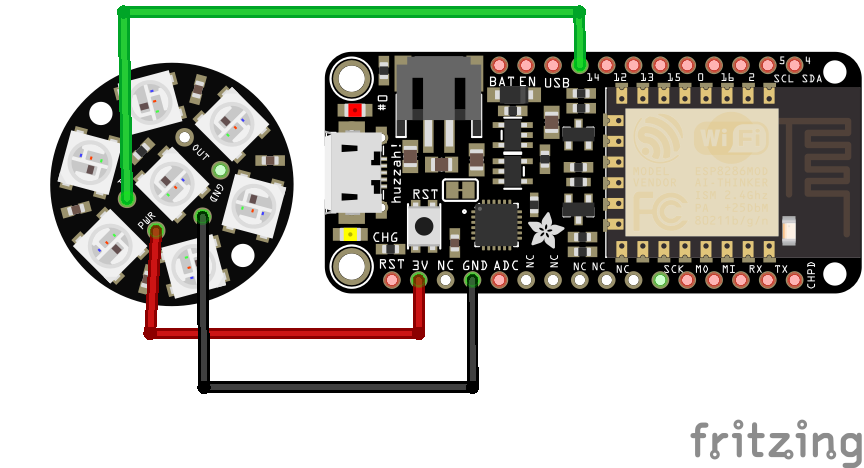 OUT
GND
PWR
BAT EN USB 14 12 13 15 0 16 2 5 4
SCL SDA
#0
huzzah!
RST
CHG
WiFi
FC
RST 3V NC GND ADC NC NC NC NC NC SCK MO MI RX TX CHPD
fritzing